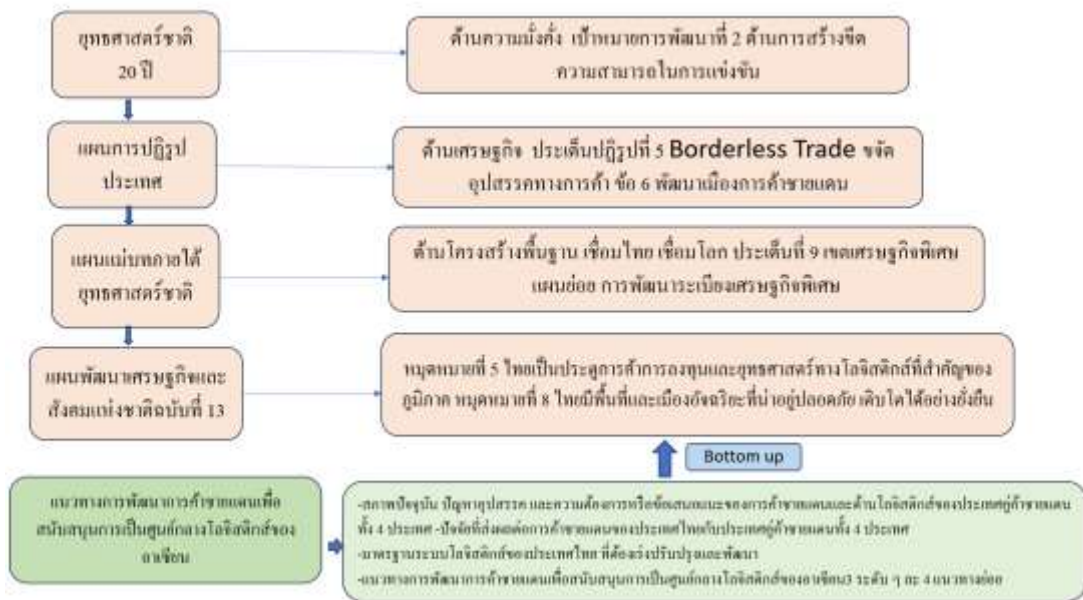 ยุทธศาสตร์ชาติ
20 ปี
ด้านความมั่งคั่ง เป้าหมายการพัฒนาที่ 2 ด้านการสร้างขีด
ความสามารถในการแข่งขัน
แผนการปฏิรูป
ประเทศ
ด้านเศรษฐกิจ ประเด็นปฏิรูปที่ 5 Borderless Trade ขจัด
อุปสรรคทางการค้า ข้อ 6 พัฒนาเมืองการค้าชายแดน
แผนแม่บทภายใต้
ยุทธศาสตร์ชาติ
ด้านโครงสร้างพื้นฐาน เชื่อมไทย เชื่อมโลก ประเด็นที่ 9 เขตเศรษฐกิจพิเศษ
แผนย่อย การพัฒนาระเบียงเศรษฐกิจพิเศษ
แผนพัฒนาเศรษฐกิจและ
สังคมแห่งชาติฉบับที่ 13
หมุดหมายที่ 5 ไทยเป็นประตูการค้าการลงทุนและยุทธศาสตร์ทางโลจิสติกส์ที่สำคัญของ
ภูมิภาค หมุดหมายที่ 8 ไทยมีพื้นที่และเมืองอัจฉริยะที่น่าอยู่ปลอดภัย เติบโตได้อย่างยั่งยืน
Bottom up
แนวทางการพัฒนาการค้าชายแดนเพื่อ
สนับสนุนการเป็นศูนย์กลางโลจิสติกส์ของ
อาเซียน
-สภาพปัจจุบัน ปัญหาอุปสรรค และความต้องการหรือข้อเสนอแนะของการค้าชายแดนและด้านโลจิสติกส์ของประเทศคู่ค้าชายแดน
ทั้ง 4 ประเทศ -ปัจจัยที่ส่งผลต่อการค้าชายแดนของประเทศไทยกับประเทศคู่ค้าชายแดนทั้ง 4 ประเทศ
-มาตรฐานระบบโลจิสติกส์ของประเทศไทย ที่ต้องเร่งปรับปรุงและพัฒนา
-แนวทางการพัฒนาการค้าชายแดนเพื่อสนับสนุนการเป็นศูนย์กลางโลจิสติกส์ของอาเซียน3 ระดับ ๆ ละ 4 แนวทางย่อย